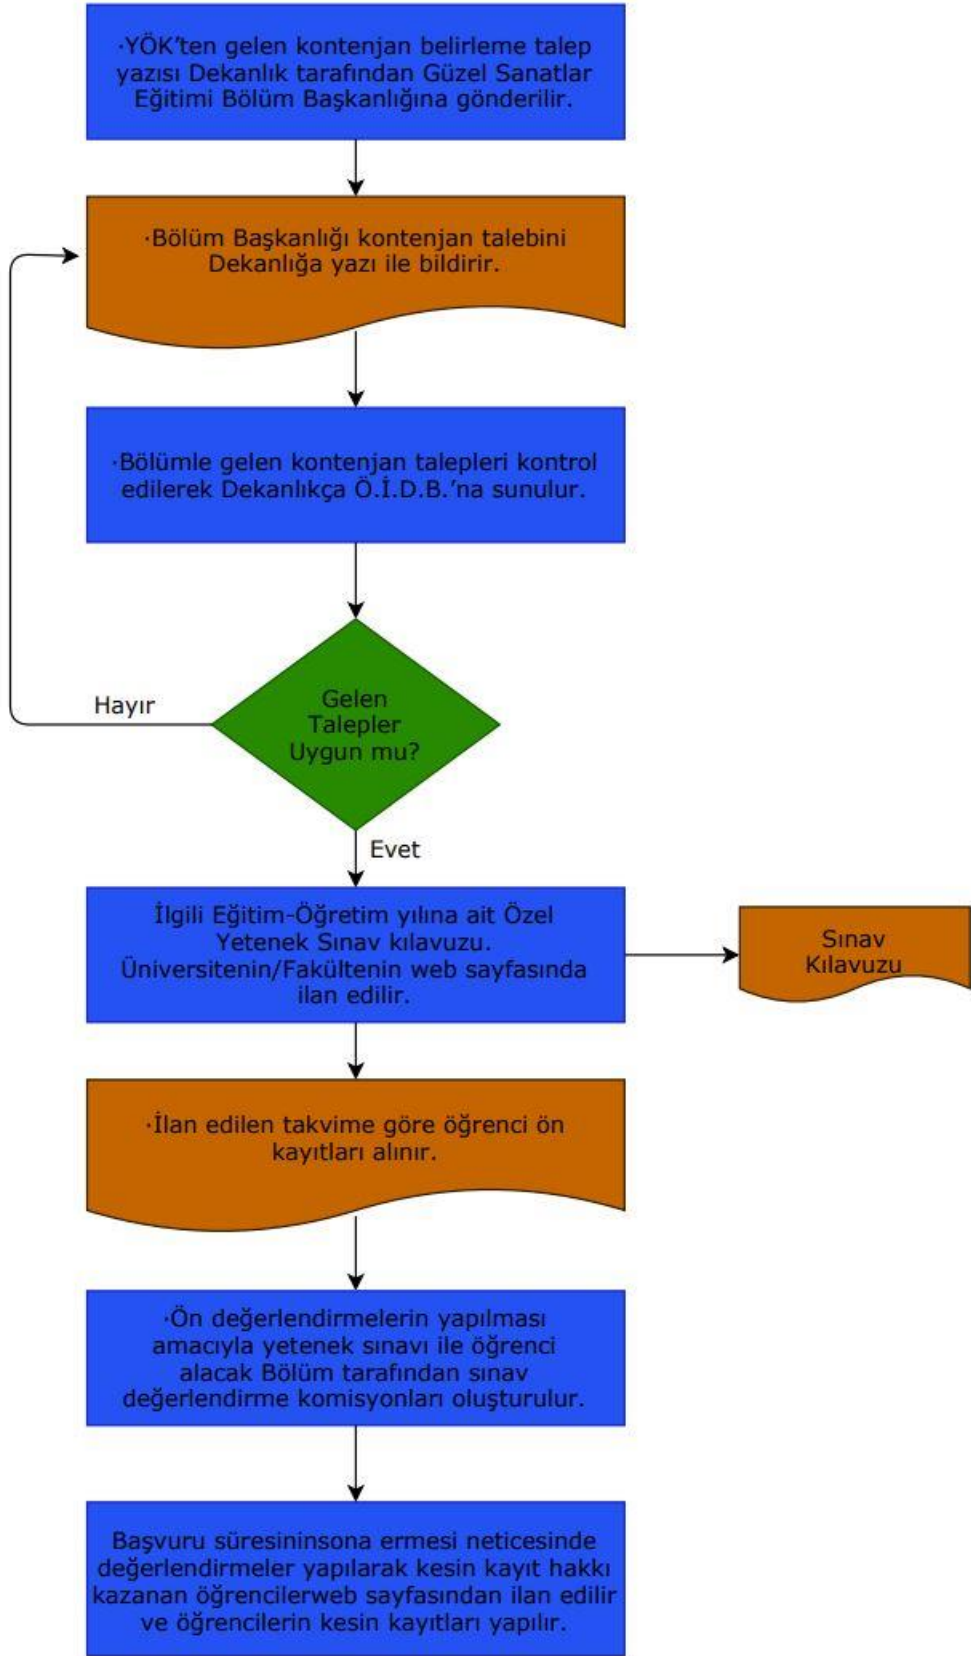 ·YÖK’ten gelen kontenjan belirleme talep
yazısı Dekanlık tarafından Güzel Sanatlar
Eğitimi Bölüm Başkanlığına gönderilir.
·Bölüm Başkanlığı kontenjan talebini
Dekanlığa yazı ile bildirir.
·Bölümle gelen kontenjan talepleri kontrol
edilerek Dekanlıkça Ö.İ.D.B.’na sunulur.
Gelen
Talepler
Uygun mu?
Hayır
Evet
İlgili Eğitim-Öğretim yılına ait Özel
Yetenek Sınav kılavuzu.
Üniversitenin/Fakültenin web sayfasında
ilan edilir.
Sınav
Kılavuzu
·İlan edilen takvime göre öğrenci ön
kayıtları alınır.
·Ön değerlendirmelerin yapılması
amacıyla yetenek sınavı ile öğrenci
alacak Bölüm tarafından sınav
değerlendirme komisyonları oluşturulur.
Başvuru süresininsona ermesi neticesinde
değerlendirmeler yapılarak kesin kayıt hakkı
kazanan öğrencilerweb sayfasından ilan edilir
ve öğrencilerin kesin kayıtları yapılır.